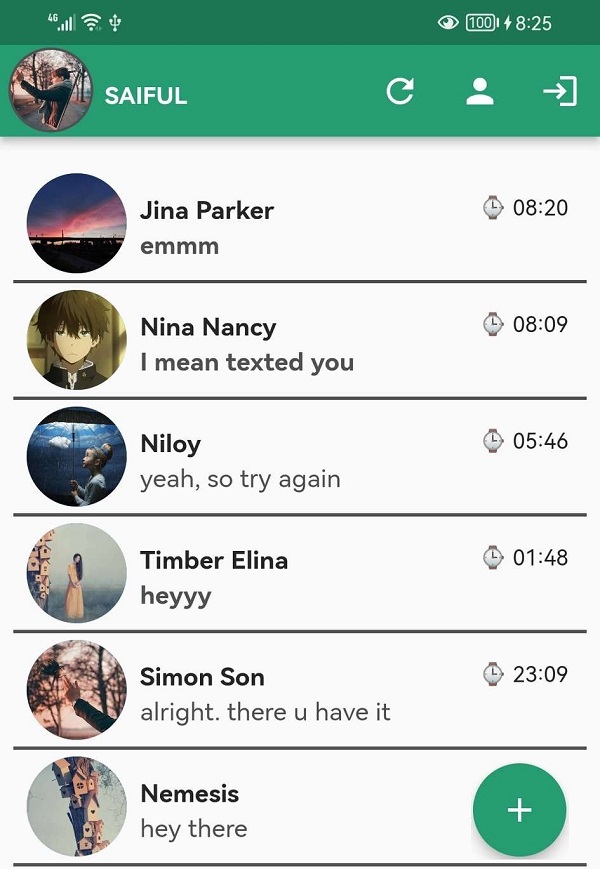 4G 100 8:25
SAIFUL
Jina Parker 08:20
emmm
Nina Nancy 08:09
I mean texted you
Niloy 05:46
yeah, so try again
Timber Elina 01:48
heyyy
Simon Son 23:09
alright. there u have it
Nemesis
hey there